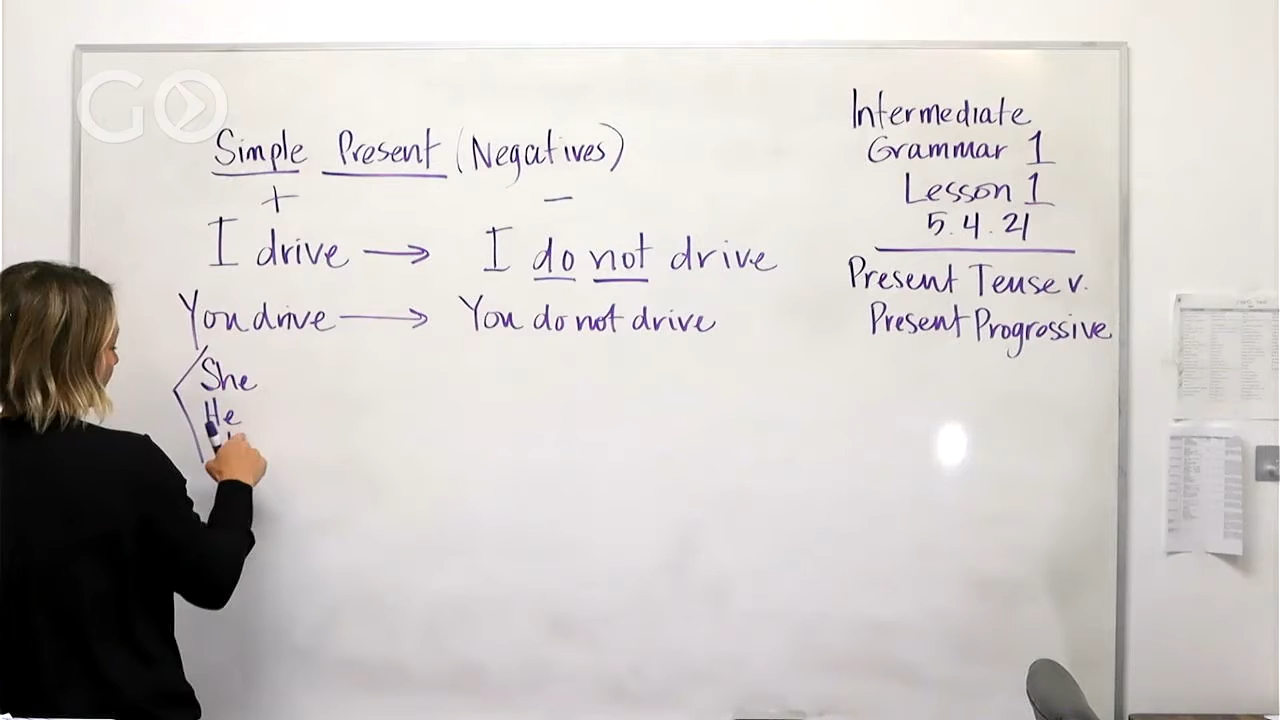 GO
Simple Present (Negatives)
+ −
I drive → I do not drive
You drive → You do not drive
She
He
Intermediate
Grammar 1
Lesson 1
5.4.21
Present Tense v.
Present Progressive